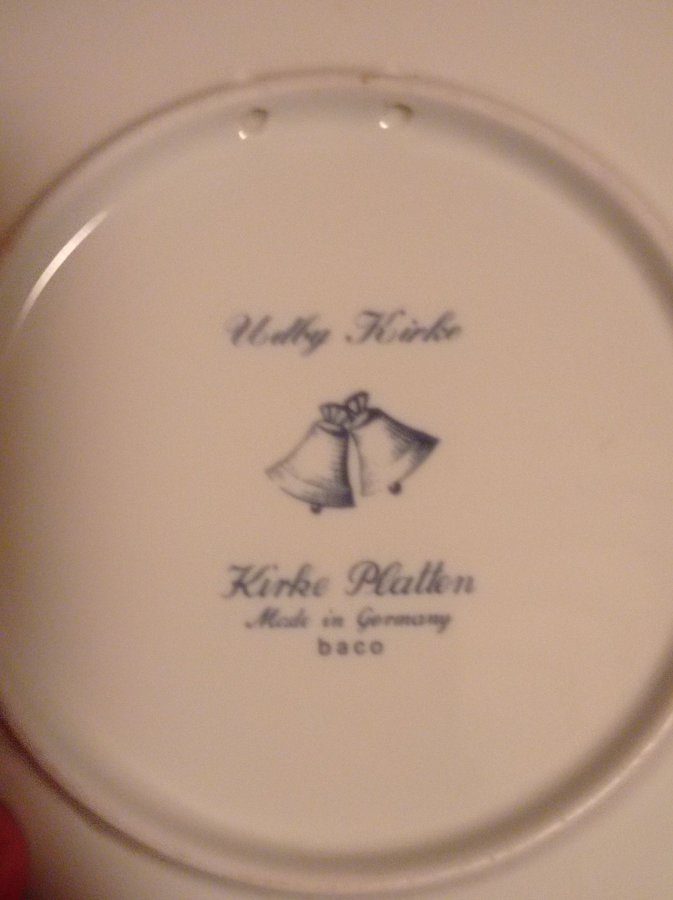 Udby Kirke
Kirke Platten
Made in Germany
baco